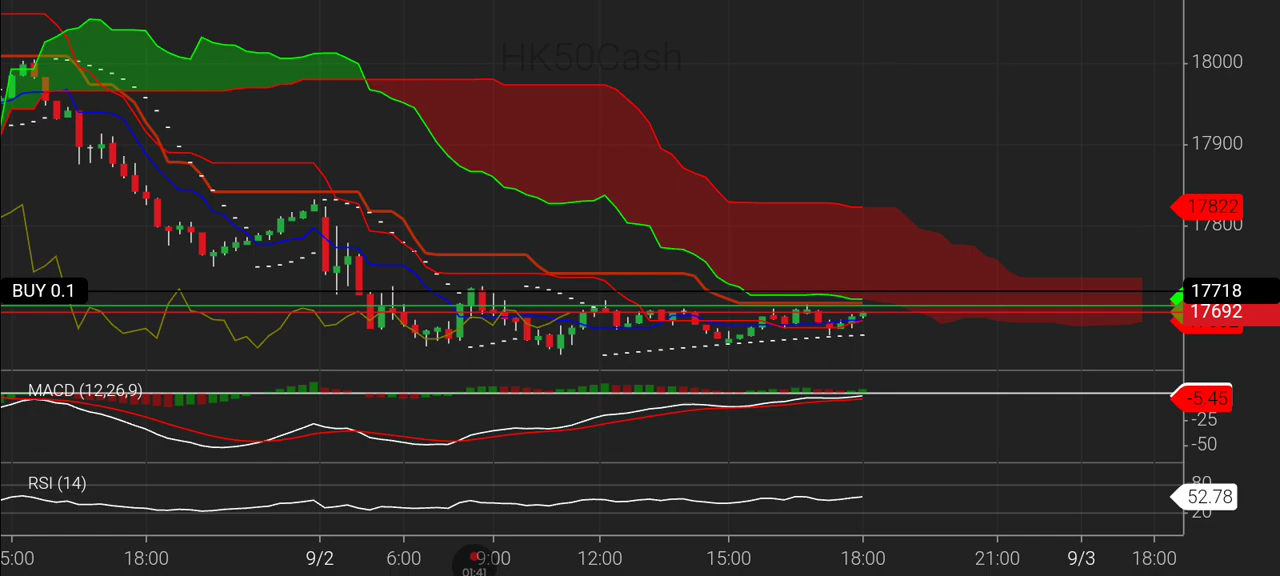 HK50Cash
18000
17900
17822
17800
BUY 0.1
17718
17692
MACD (12,26,9)
-5.45
-25
-50
RSI (14)
80
52.78
20
5:00 18:00 9/2 6:00 9:00 12:00 15:00 18:00 21:00 9/3 18:00
01:41